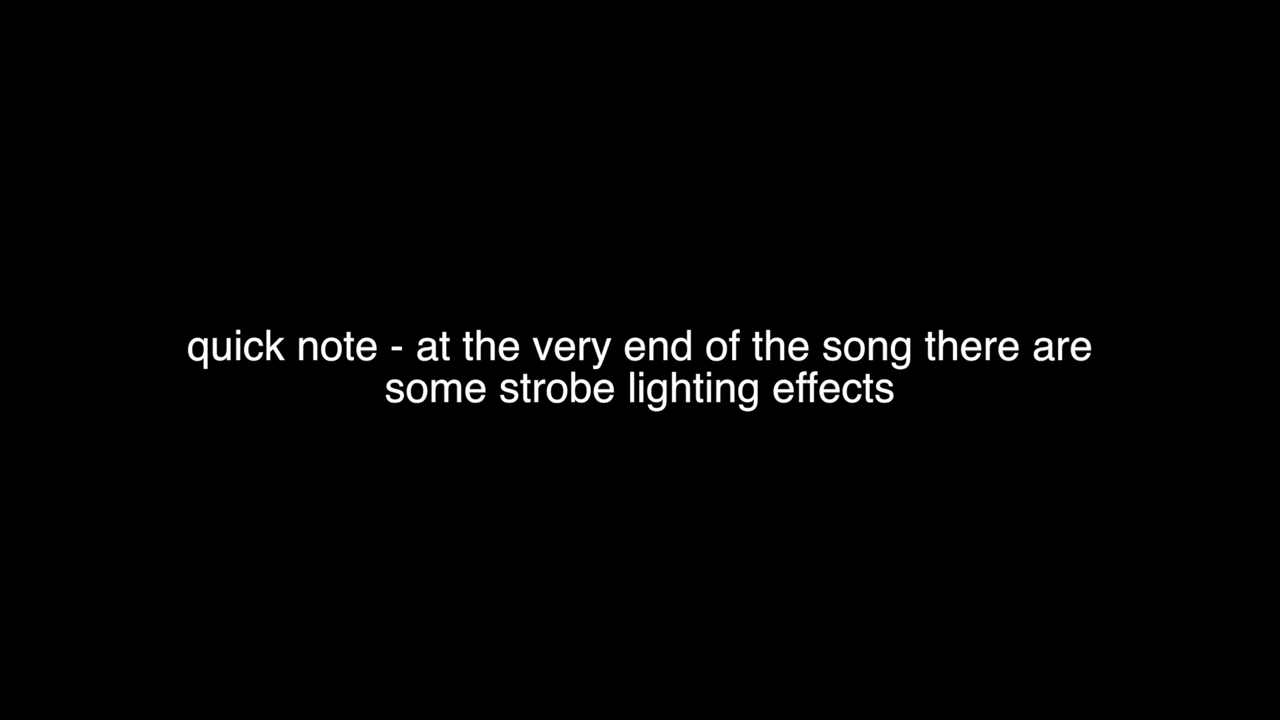 quick note - at the very end of the song there are
some strobe lighting effects